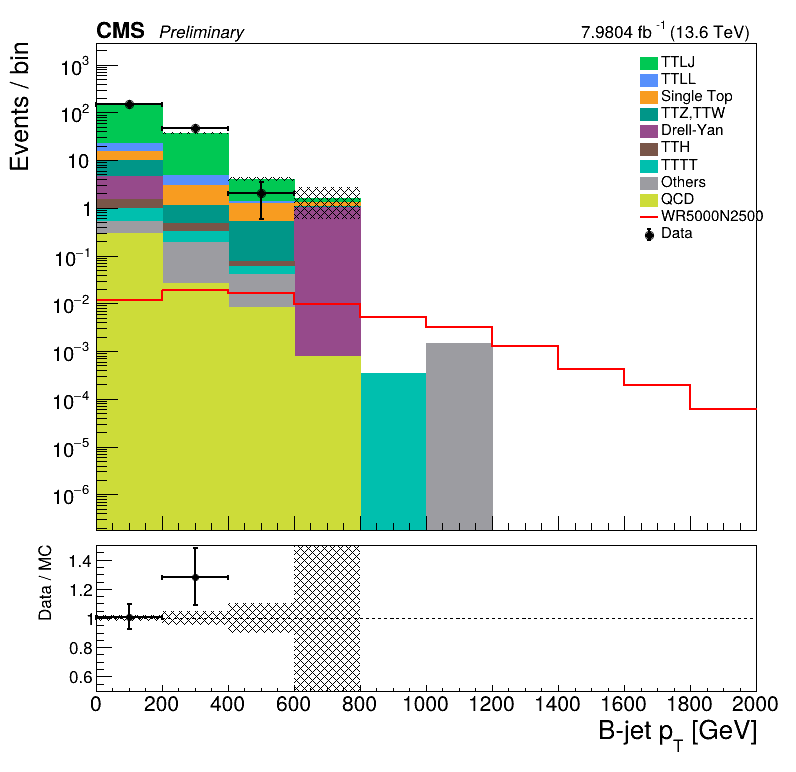 CMS Preliminary 7.9804 fb⁻¹ (13.6 TeV)
Events / bin
10³
10²
10
1
10⁻¹
10⁻²
10⁻³
10⁻⁴
10⁻⁵
10⁻⁶
TTLJ
TTLL
Single Top
TTZ,TTW
Drell-Yan
TTH
TTTT
Others
QCD
WR5000N2500
Data
Data / MC
1.4
1.2
1
0.8
0.6
0 200 400 600 800 1000 1200 1400 1600 1800 2000
B-jet p_T [GeV]